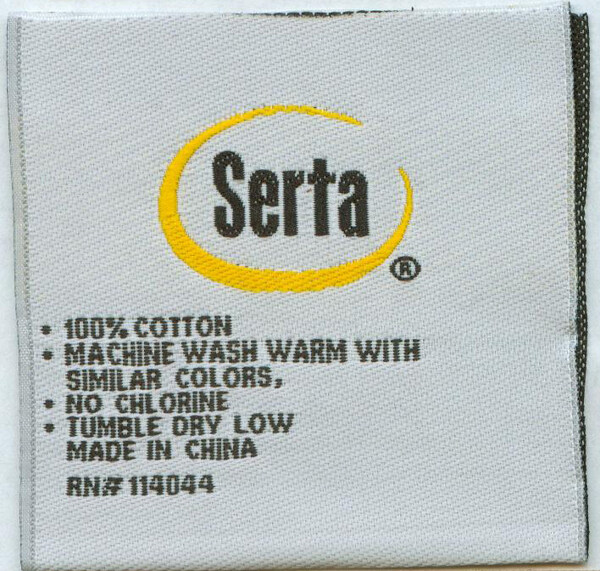 Serta®
• 100% COTTON
• MACHINE WASH WARM WITH
SIMILAR COLORS,
• NO CHLORINE
• TUMBLE DRY LOW
MADE IN CHINA
RN# 114044